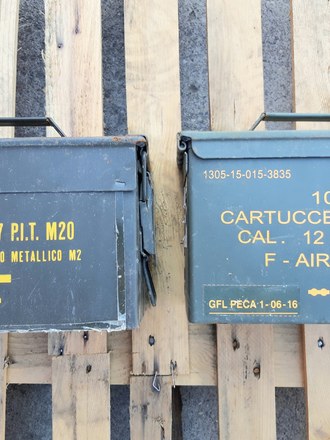 7 P.I.T. M20
O METALLICO M2
1305-15-015-3835
10
CARTUCCE
CAL. 12
F - AIR
GFL PECA 1 - 06 - 16